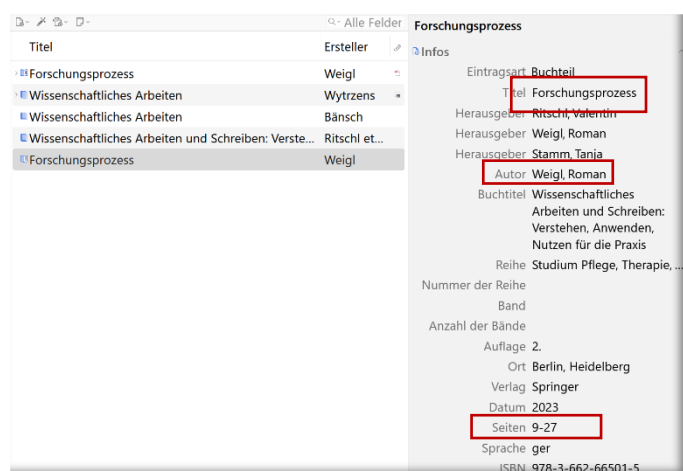 Alle Felder
Titel Ersteller
Forschungsprozess Weigl
Wissenschaftliches Arbeiten Wytrzens
Wissenschaftliches Arbeiten Bänsch
Wissenschaftliches Arbeiten und Schreiben: Verste... Ritschl et...
Forschungsprozess Weigl
Forschungsprozess
Infos
Eintragsart Buchteil
Titel Forschungsprozess
Herausgeber Ritschl, Valentin
Herausgeber Weigl, Roman
Herausgeber Stamm, Tanja
Autor Weigl, Roman
Buchtitel Wissenschaftliches
Arbeiten und Schreiben:
Verstehen, Anwenden,
Nutzen für die Praxis
Reihe Studium Pflege, Therapie, ...
Nummer der Reihe
Band
Anzahl der Bände
Auflage 2.
Ort Berlin, Heidelberg
Verlag Springer
Datum 2023
Seiten 9-27
Sprache ger
ISBN 978-3-662-66501-5